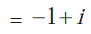 = −1 + i